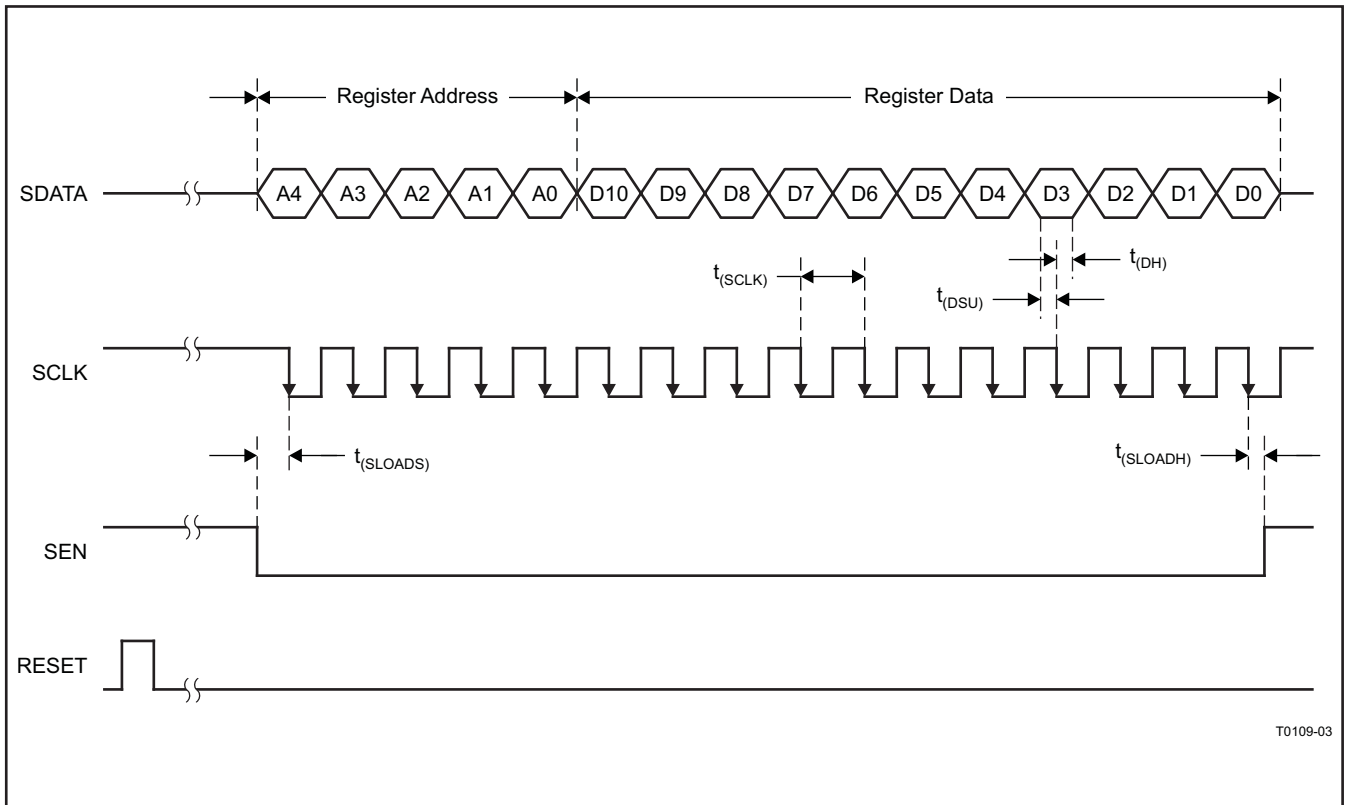 Register Address
Register Data
SDATA
A4 A3 A2 A1 A0 D10 D9 D8 D7 D6 D5 D4 D3 D2 D1 D0
t(DH)
t(SCLK)
t(DSU)
SCLK
t(SLOADS)
t(SLOADH)
SEN
RESET
T0109-03